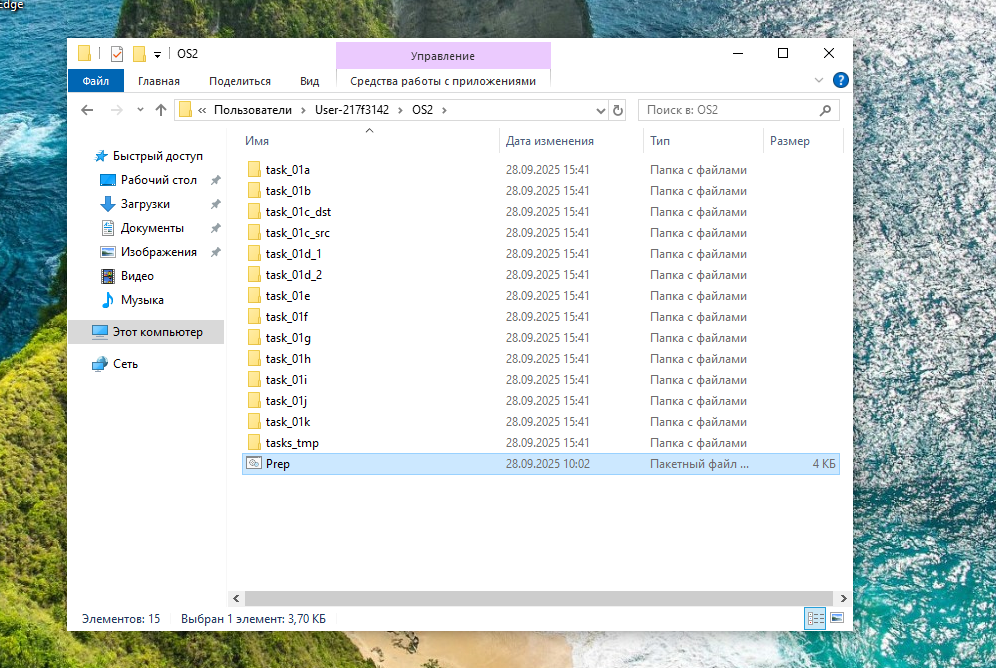 Edge
OS2
Управление
Файл
Главная
Поделиться
Вид
Средства работы с приложениями
« Пользователи › User-217f3142 › OS2 ›
Поиск в: OS2
Имя Дата изменения Тип Размер
Быстрый доступ
Рабочий стол
Загрузки
Документы
Изображения
Видео
Музыка
Этот компьютер
Сеть
task_01a 28.09.2025 15:41 Папка с файлами
task_01b 28.09.2025 15:41 Папка с файлами
task_01c_dst 28.09.2025 15:41 Папка с файлами
task_01c_src 28.09.2025 15:41 Папка с файлами
task_01d_1 28.09.2025 15:41 Папка с файлами
task_01d_2 28.09.2025 15:41 Папка с файлами
task_01e 28.09.2025 15:41 Папка с файлами
task_01f 28.09.2025 15:41 Папка с файлами
task_01g 28.09.2025 15:41 Папка с файлами
task_01h 28.09.2025 15:41 Папка с файлами
task_01i 28.09.2025 15:41 Папка с файлами
task_01j 28.09.2025 15:41 Папка с файлами
task_01k 28.09.2025 15:41 Папка с файлами
tasks_tmp 28.09.2025 15:41 Папка с файлами
Prep 28.09.2025 10:02 Пакетный файл ... 4 КБ
Элементов: 15
Выбран 1 элемент: 3,70 КБ